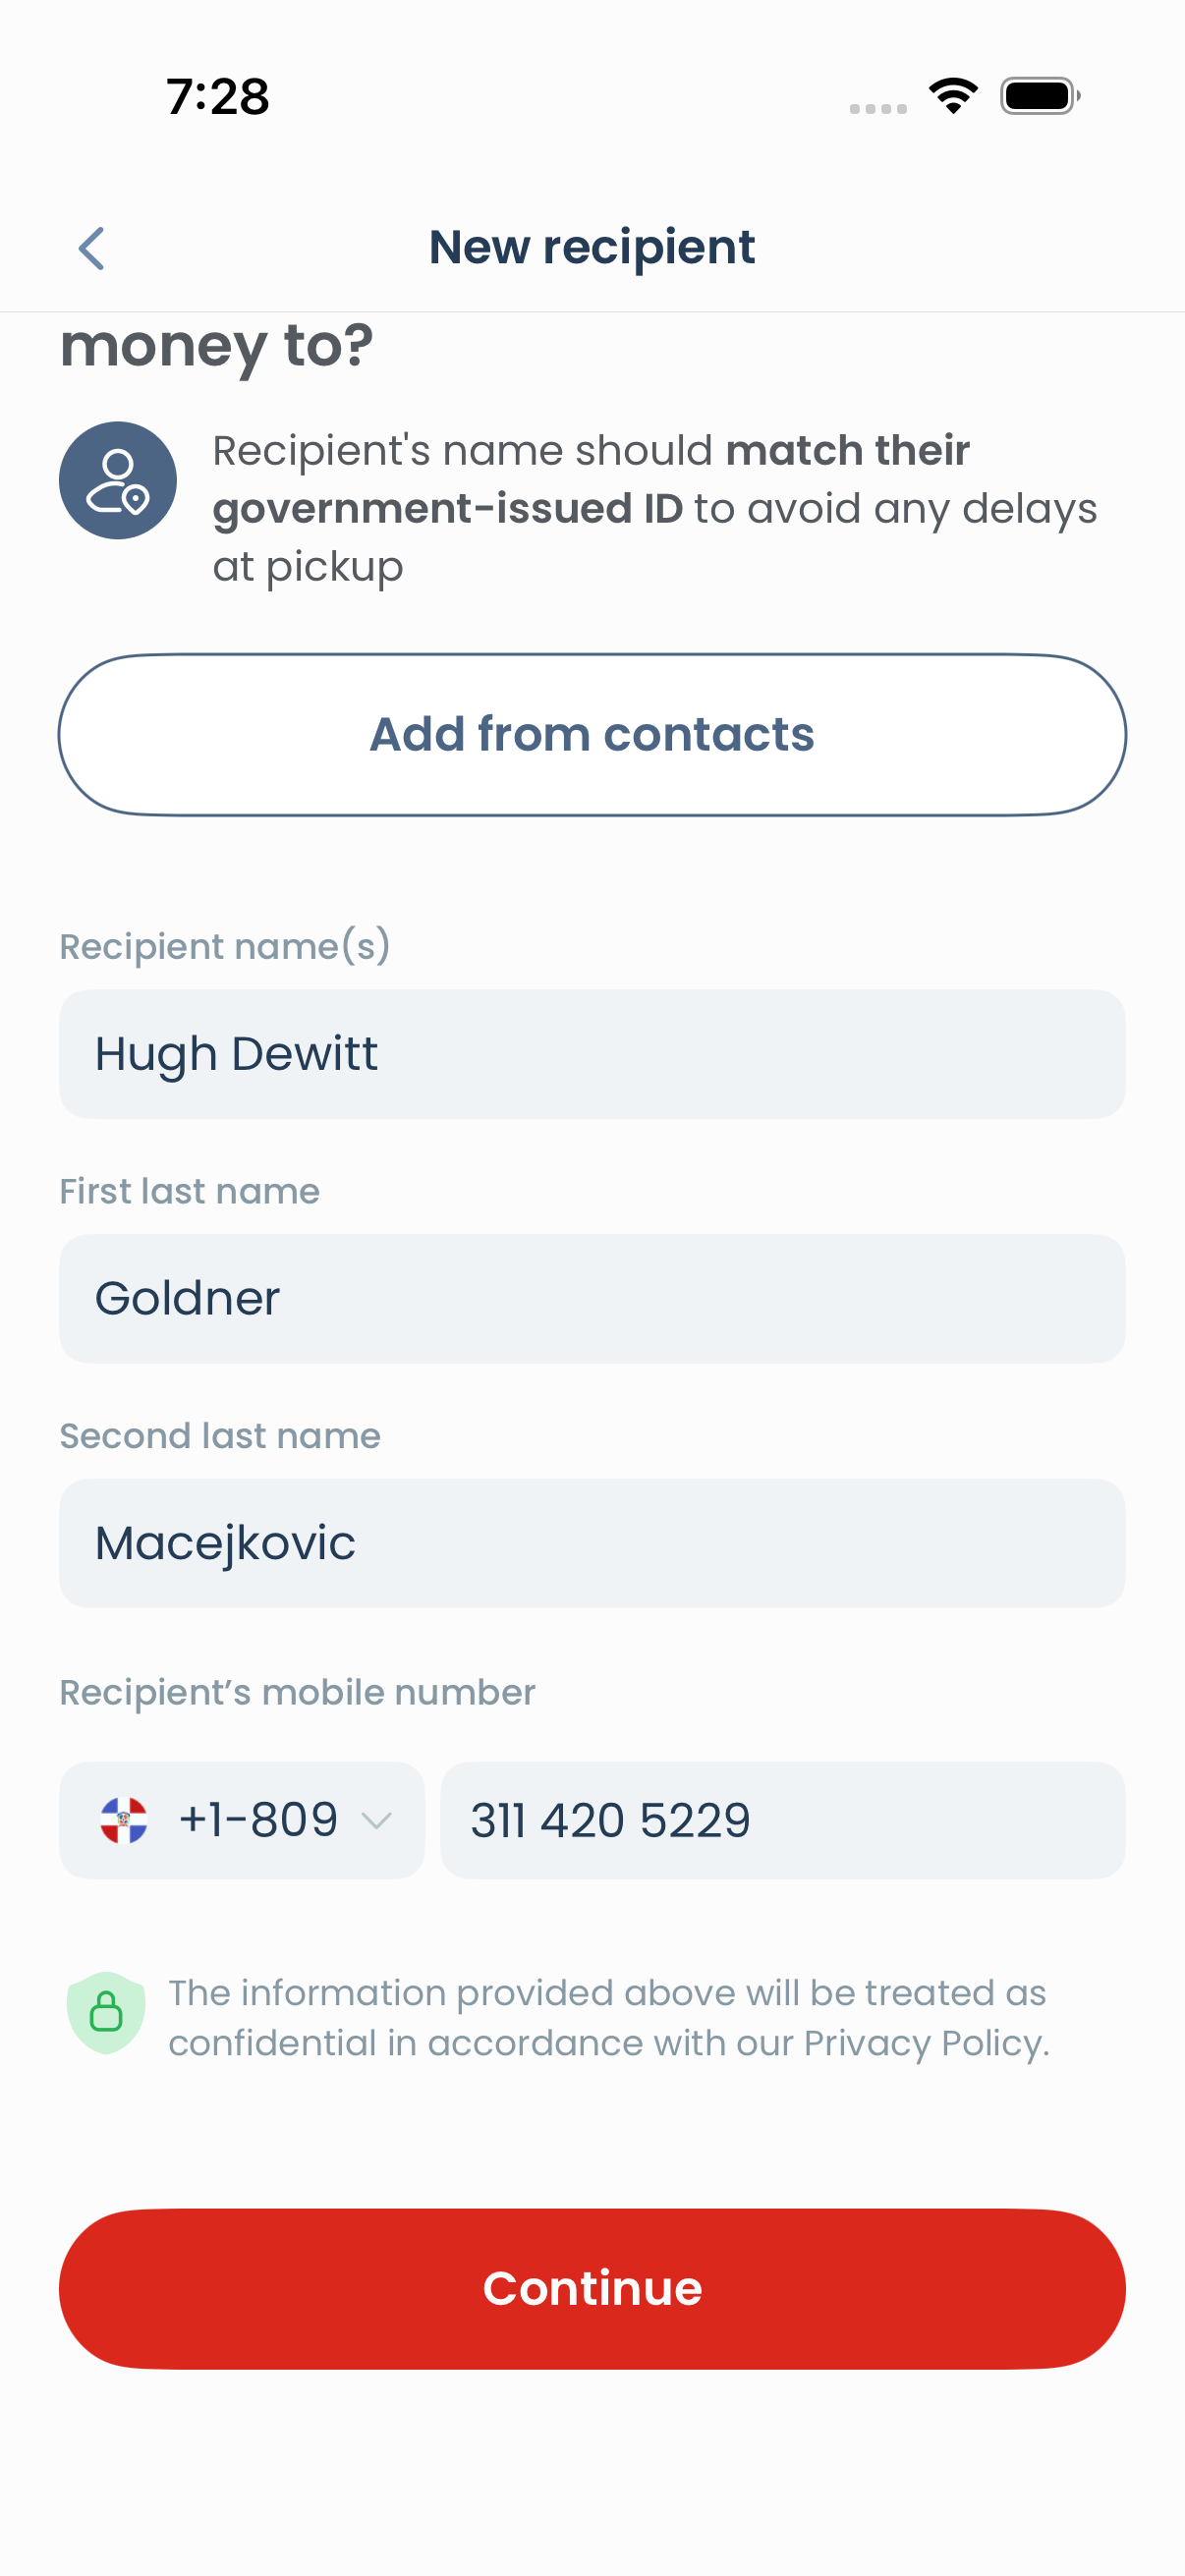 7:28
New recipient
money to?
Recipient's name should match their
government-issued ID to avoid any delays
at pickup
Add from contacts
Recipient name(s)
Hugh Dewitt
First last name
Goldner
Second last name
Macejkovic
Recipient’s mobile number
+1-809 311 420 5229
The information provided above will be treated as
confidential in accordance with our Privacy Policy.
Continue